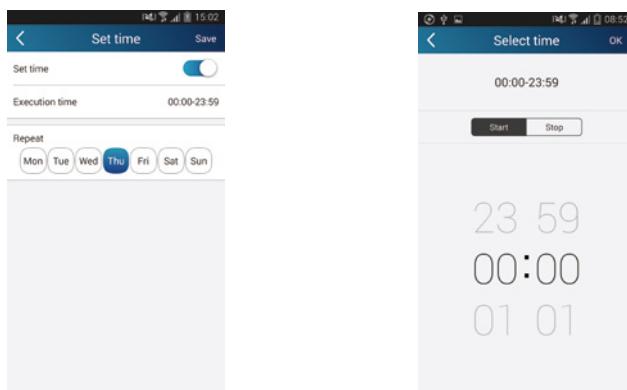 15:02
Set time
Save
Set time
Execution time
00:00-23:59
Repeat
Mon Tue Wed Thu Fri Sat Sun
08:52
Select time
OK
00:00-23:59
Start Stop
23 59
00:00
01 01